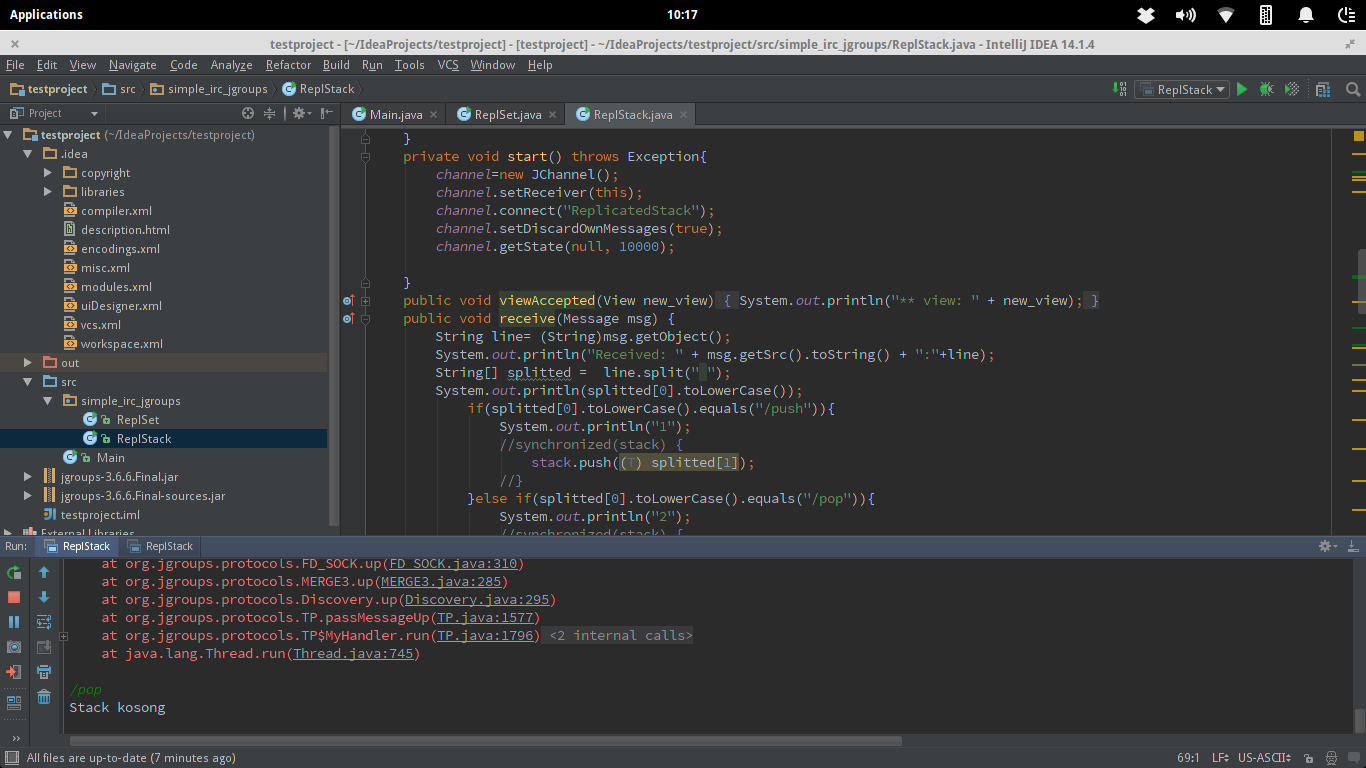 Applications
10:17
testproject - [~/IdeaProjects/testproject] - [testproject] - ~/IdeaProjects/testproject/src/simple_irc_jgroups/ReplStack.java - IntelliJ IDEA 14.1.4
File Edit View Navigate Code Analyze Refactor Build Run Tools VCS Window Help
testproject src simple_irc_jgroups ReplStack
ReplStack
Project
Main.java ReplSet.java ReplStack.java
testproject (~/IdeaProjects/testproject)
.idea
copyright
libraries
compiler.xml
description.html
encodings.xml
misc.xml
modules.xml
uiDesigner.xml
vcs.xml
workspace.xml
out
src
simple_irc_jgroups
ReplSet
ReplStack
Main
jgroups-3.6.6.Final.jar
jgroups-3.6.6.Final-sources.jar
testproject.iml
External Libraries
}
private void start() throws Exception{
channel=new JChannel();
channel.setReceiver(this);
channel.connect("ReplicatedStack");
channel.setDiscardOwnMessages(true);
channel.getState(null, 10000);
}
public void viewAccepted(View new_view) { System.out.println("** view: " + new_view); }
public void receive(Message msg) {
String line= (String)msg.getObject();
System.out.println("Received: " + msg.getSrc().toString() + ":"+line);
String[] splitted =  line.split(" ");
System.out.println(splitted[0].toLowerCase());
if(splitted[0].toLowerCase().equals("/push")){
System.out.println("1");
//synchronized(stack) {
stack.push((T) splitted[1]);
//}
}else if(splitted[0].toLowerCase().equals("/pop")){
System.out.println("2");
//synchronized(stack) {
Run: ReplStack ReplStack
at org.jgroups.protocols.FD_SOCK.up(FD_SOCK.java:310)
at org.jgroups.protocols.MERGE3.up(MERGE3.java:285)
at org.jgroups.protocols.Discovery.up(Discovery.java:295)
at org.jgroups.protocols.TP.passMessageUp(TP.java:1577)
at org.jgroups.protocols.TP$MyHandler.run(TP.java:1796) <2 internal calls>
at java.lang.Thread.run(Thread.java:745)
/pop
Stack kosong
All files are up-to-date (7 minutes ago)
69:1 LF US-ASCII